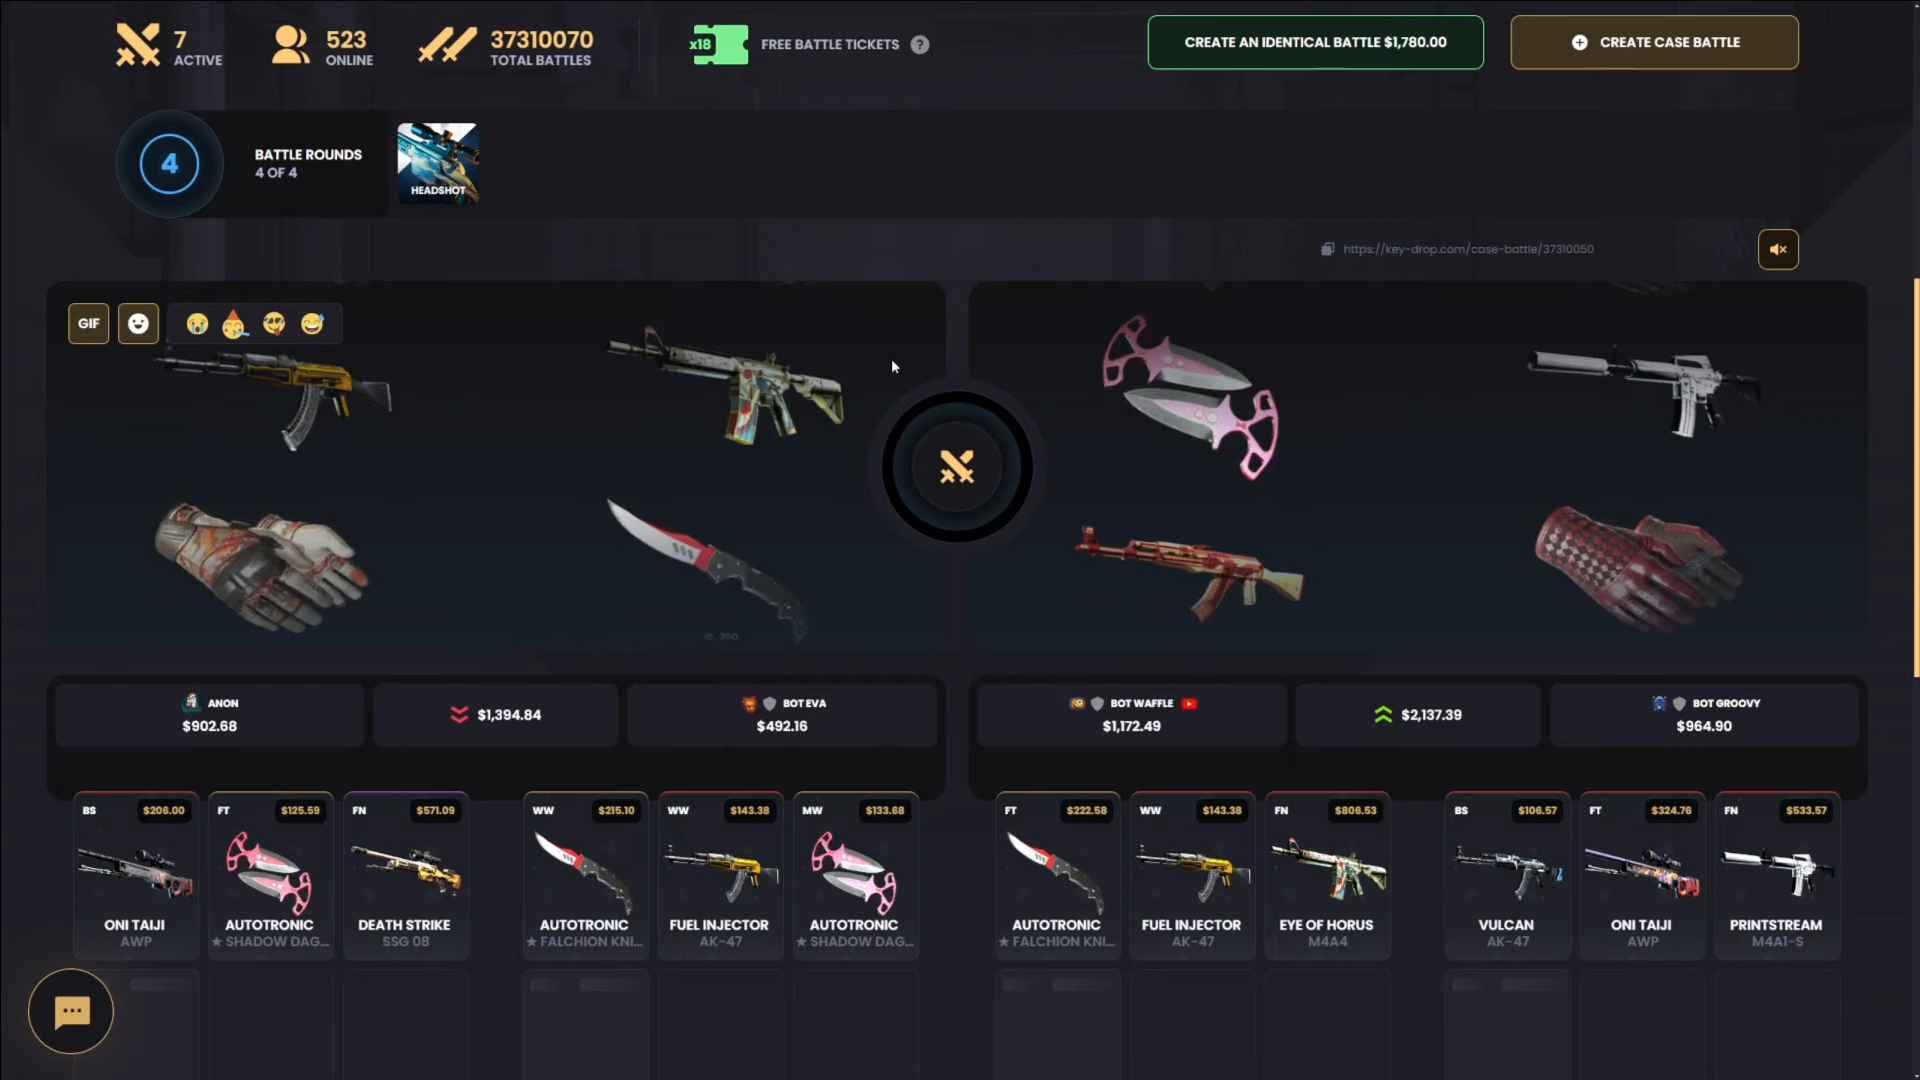 7
ACTIVE
523
ONLINE
37310070
TOTAL BATTLES
x18
FREE BATTLE TICKETS ?
CREATE AN IDENTICAL BATTLE $1,780.00
CREATE CASE BATTLE
4
BATTLE ROUNDS
4 OF 4
HEADSHOT
https://key-drop.com/case-battle/37310050
GIF
350
ANON
$902.68
$1,394.84
BOT EVA
$492.16
BOT WAFFLE
$1,172.49
$2,137.39
BOT GROOVY
$964.90
BS $206.00
ONI TAIJI
AWP
FT $125.59
AUTOTRONIC
★ SHADOW DAG...
FN $571.09
DEATH STRIKE
SSG 08
WW $215.10
AUTOTRONIC
★ FALCHION KNI...
WW $143.38
FUEL INJECTOR
AK-47
MW $133.68
AUTOTRONIC
★ SHADOW DAG...
FT $222.58
AUTOTRONIC
★ FALCHION KNI...
WW $143.38
FUEL INJECTOR
AK-47
FN $806.53
EYE OF HORUS
M4A4
BS $106.57
VULCAN
AK-47
FT $324.76
ONI TAIJI
AWP
FN $533.57
PRINTSTREAM
M4A1-S